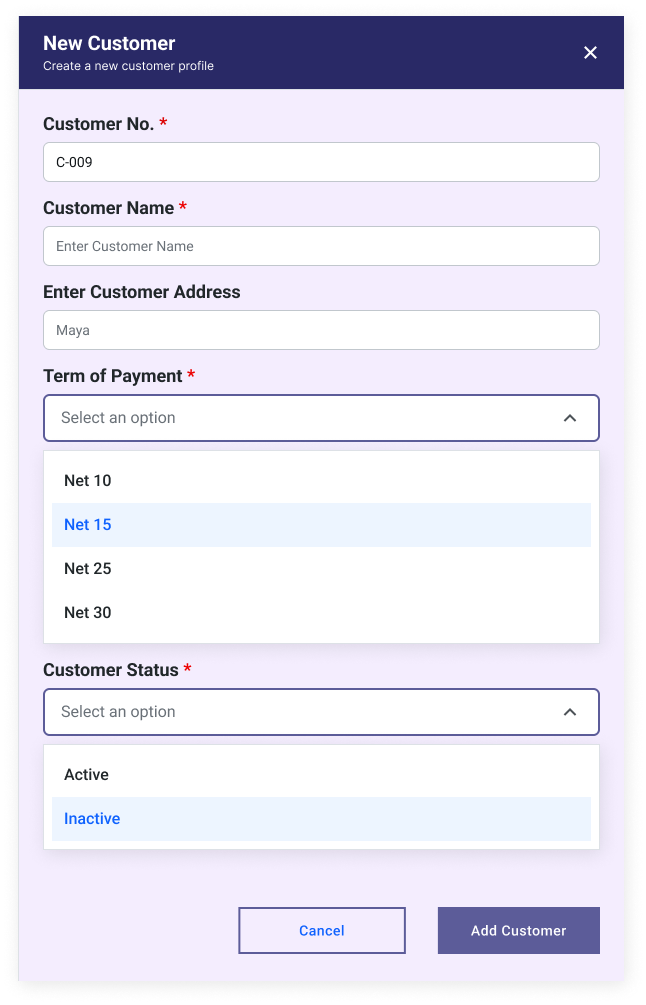 New Customer
Create a new customer profile
Customer No. *
C-009
Customer Name *
Enter Customer Name
Enter Customer Address
Maya
Term of Payment *
Select an option
Net 10
Net 15
Net 25
Net 30
Customer Status *
Select an option
Active
Inactive
Cancel
Add Customer